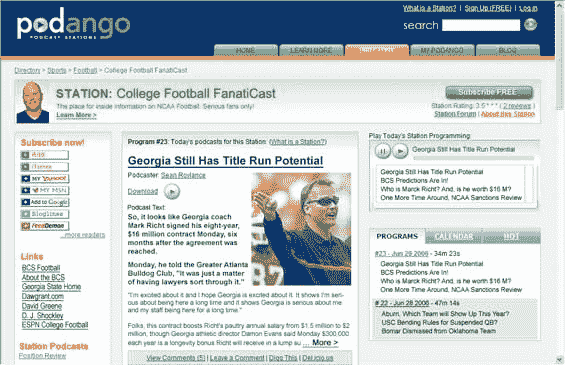 What is a Station? | Sign Up (FREE) | Log in
podango
PODCAST STATIONS
search
HOME
LEARN MORE
MY PODANGO
BLOG
Directory > Sports > Football > College Football FanatiCast
STATION: College Football FanatiCast
The place for inside information on NCAA Football. Serious fans only!
Learn More >
Subscribe FREE
Station Rating: 3.5 * * * ( 2 reviews )
Station Forum | About this Station
Subscribe now!
RSS
iTunes
MY YAHOO!
MY MSN
Add to Google
Bloglines
FeedDemon
...more readers
Links
BCS Football
About the BCS
Georgia State Home
Dawgrant.com
David Greene
D. J. Shockley
ESPN College Football
STATION Podcasts
Position Review
Program #23: Today's podcasts for this Station: (What is a Station?)
Georgia Still Has Title Run Potential
Podcaster: Sean Roylance
Download
Podcast Text:
So, it looks like Georgia coach
Mark Richt signed his eight-year,
$16 million contract Monday, six
months after the agreement was
reached.
Monday, he told the Greater Atlanta
Bulldog Club, "It was just a matter
of having lawyers sort through it."
"I'm excited about it and I hope Georgia is excited about it. It shows I'm seri-
ous about being here a long time and it shows Georgia is serious about me
and my staff being here for a long time."
Folks, this contract boosts Richt's paultry annual salary from $1.5 million to $2
million, though Georgia athletic director Damon Evans said Monday $300,000
each year is a longevity bonus Richt will receive in a lump su ... More >
View Comments (5) | Leave a Comment | Digg This | Del.icio.us
Play Today's Station Programming:
Georgia Still Has Title Run Potential
Georgia Still Has Title Run Potential
BCS Predictions Are In!
Who is Marck Richt? And, is he worth $16 M?
One More Time Around, NCAA Sanctions Review
PROGRAMS
CALENDAR
HOT
#23 - Jun 29 2006 - 34m 23s
Georgia Still Has Title Run Potential
BCS Predictions Are In!
Who is Marck Richt? And, is he worth $16 M?
One More Time Around, NCAA Sanctions Review
# 22 - Jun 28 2006 - 47m 14s
Aburn, Which Team will Show Up This Year?
USC Bending Rules for Suspended QB?
Bomar Dismissed from Oklahoma Team